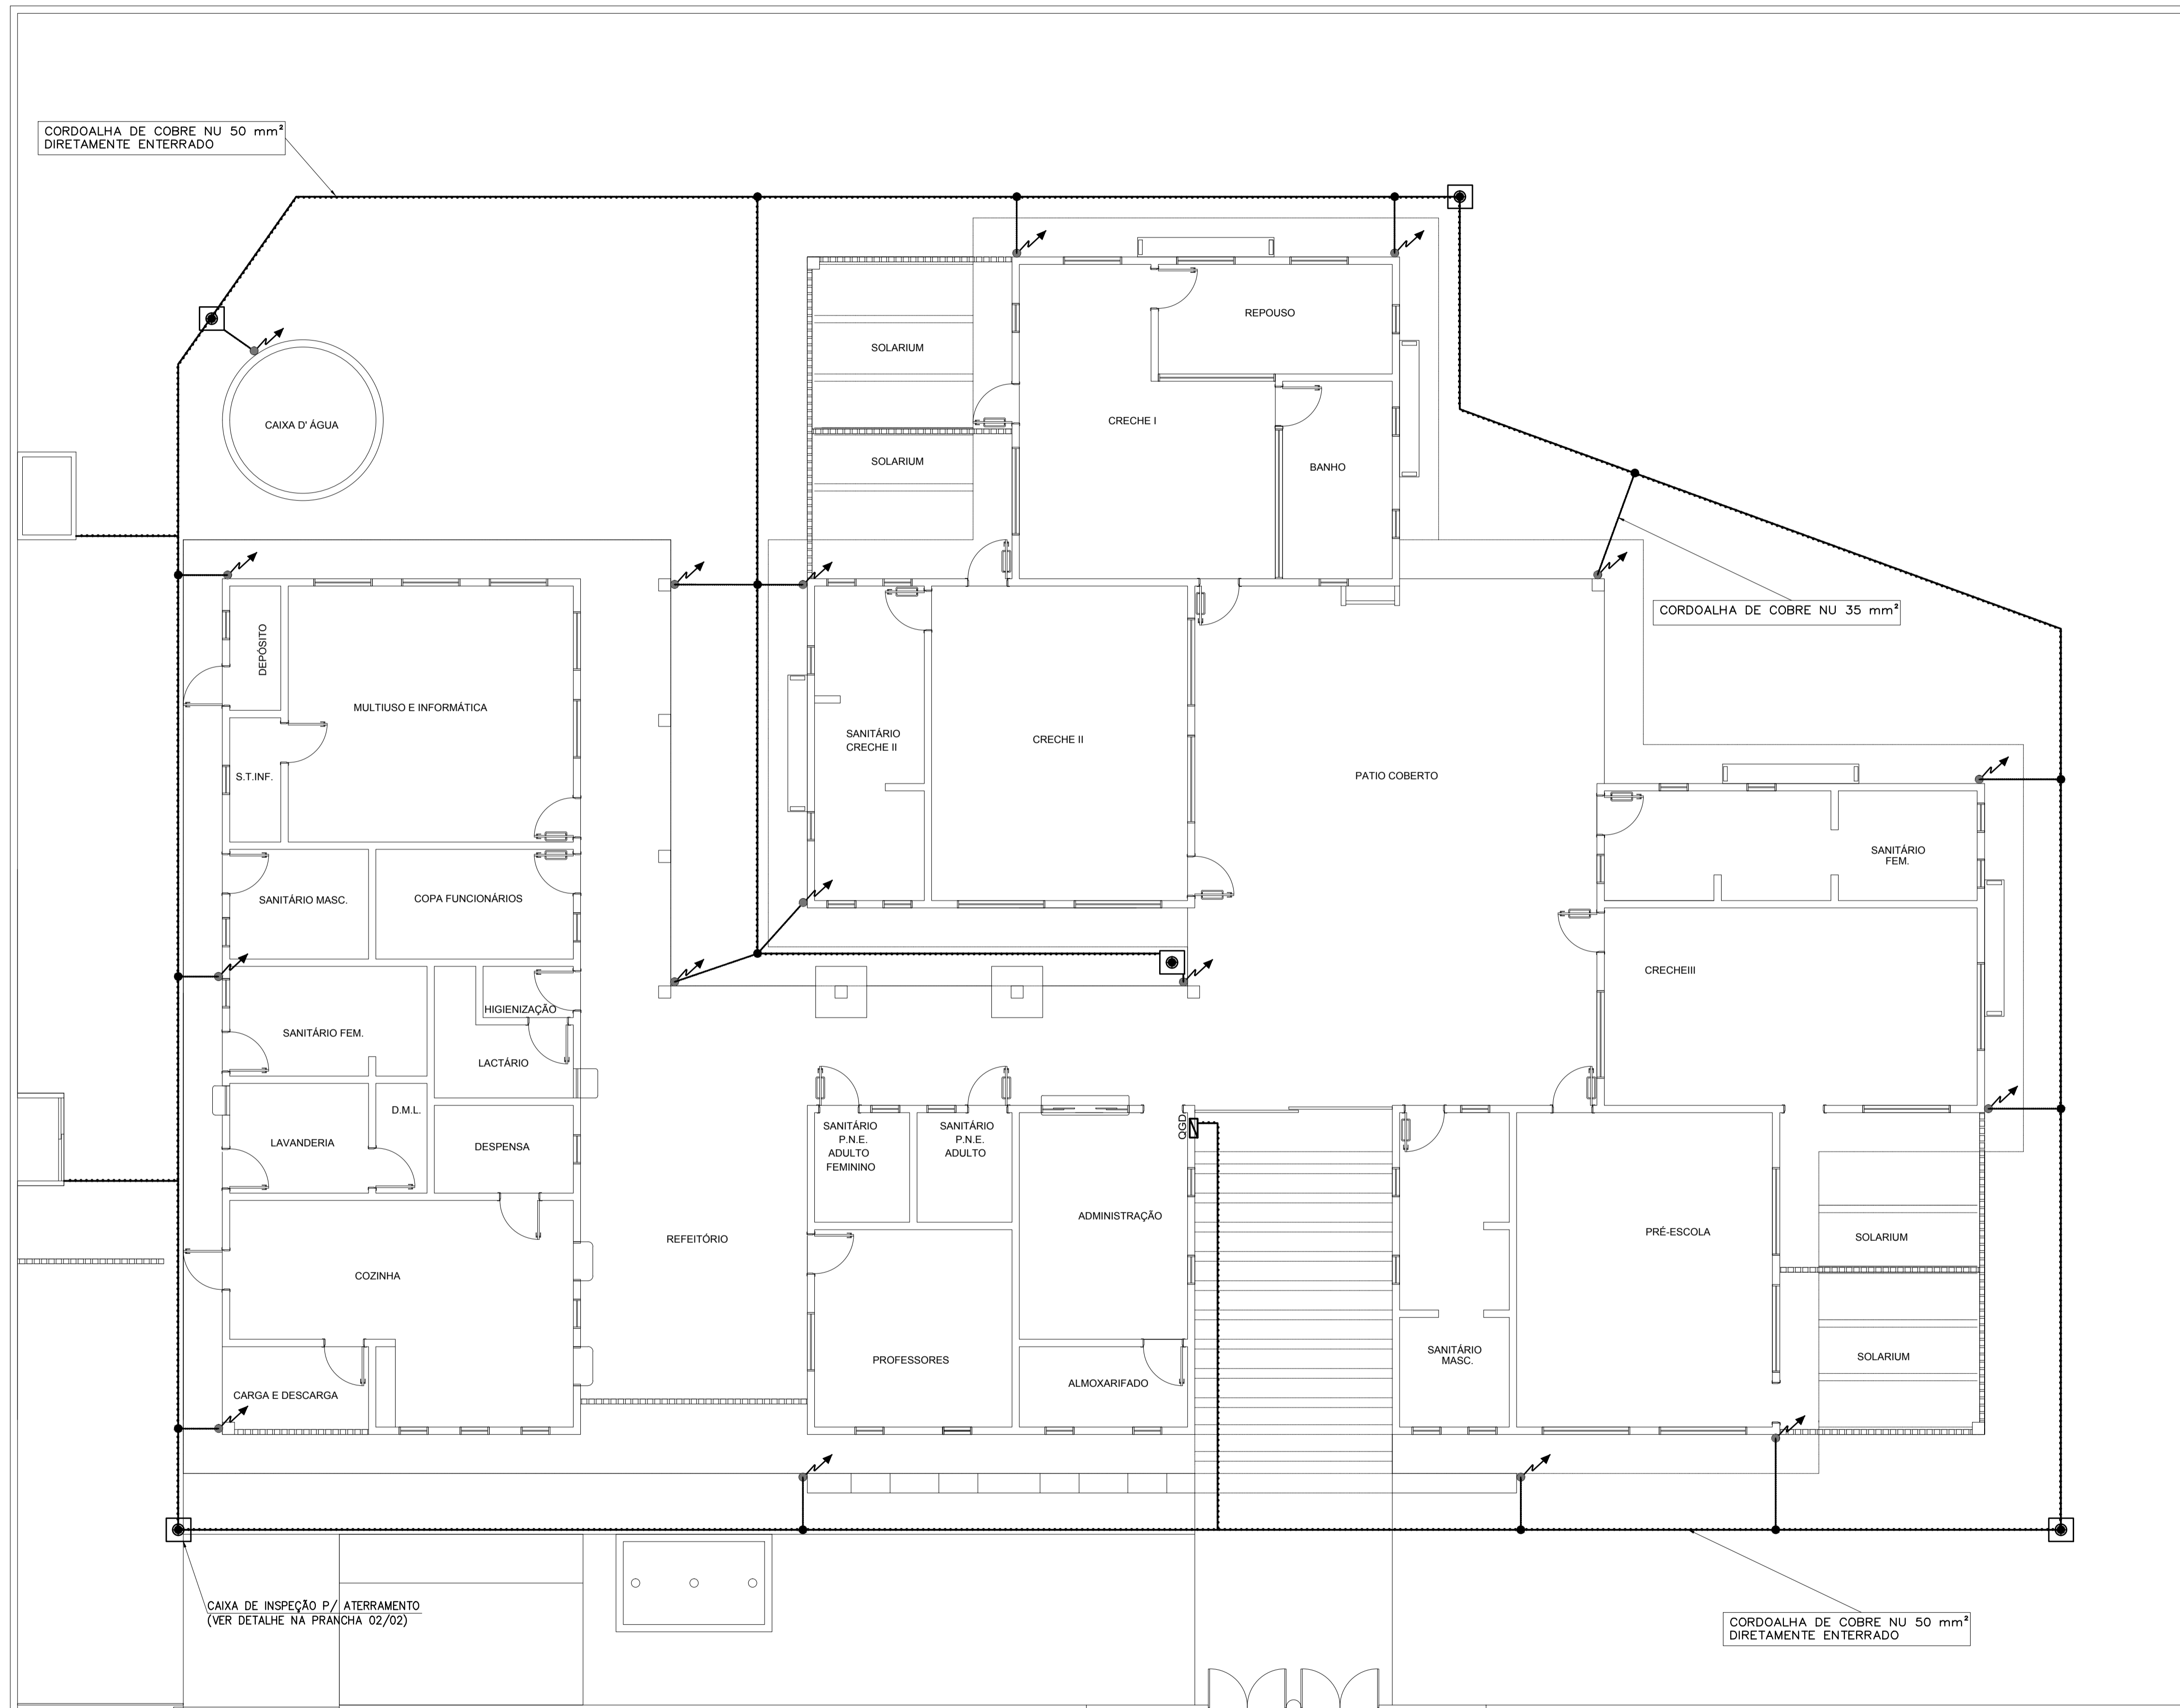 CORDOALHA DE COBRE NU 50 mm²
DIRETAMENTE ENTERRADO
REPOUSO
SOLARIUM
CAIXA D' ÁGUA
CRECHE I
SOLARIUM
BANHO
CORDOALHA DE COBRE NU 35 mm²
DEPÓSITO
MULTIUSO E INFORMÁTICA
SANITÁRIO
CRECHE II
CRECHE II
S.T.INF.
PATIO COBERTO
SANITÁRIO
FEM.
SANITÁRIO MASC.
COPA FUNCIONÁRIOS
CRECHEIII
HIGIENIZAÇÃO
SANITÁRIO FEM.
LACTÁRIO
D.M.L.
LAVANDERIA
DESPENSA
SANITÁRIO
P.N.E.
ADULTO
FEMININO
SANITÁRIO
P.N.E.
ADULTO
QGD
ADMINISTRAÇÃO
REFEITÓRIO
PRÉ-ESCOLA
SOLARIUM
COZINHA
PROFESSORES
SANITÁRIO
MASC.
SOLARIUM
CARGA E DESCARGA
ALMOXARIFADO
CAIXA DE INSPEÇÃO P/ ATERRAMENTO
(VER DETALHE NA PRANCHA 02/02)
CORDOALHA DE COBRE NU 50 mm²
DIRETAMENTE ENTERRADO